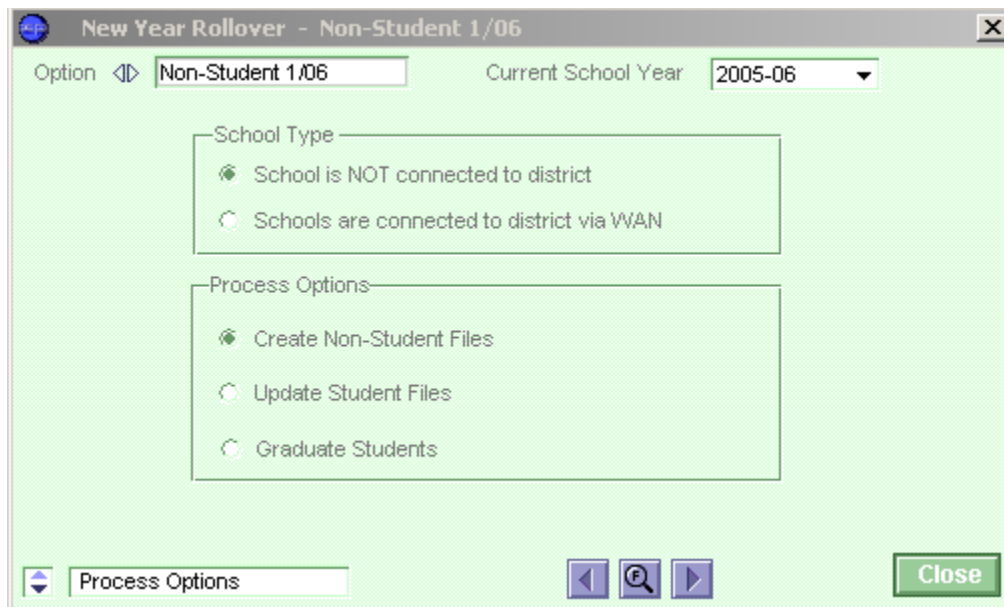 New Year Rollover - Non-Student 1/06
Option Non-Student 1/06 Current School Year 2005-06
School Type
School is NOT connected to district
Schools are connected to district via WAN
Process Options
Create Non-Student Files
Update Student Files
Graduate Students
Process Options
Close